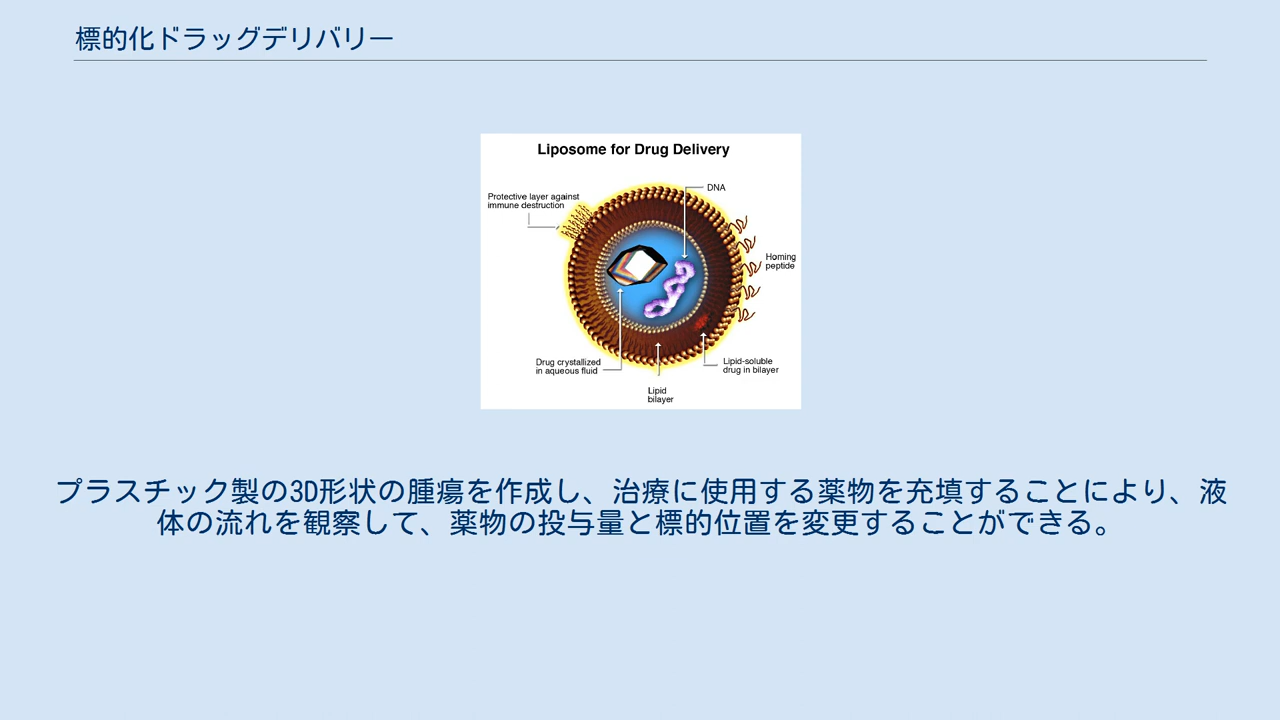 標的化ドラッグデリバリー
Liposome for Drug Delivery
DNA
Protective layer against
immune destruction
Homing
peptide
Drug crystallized
in aqueous fluid
Lipid-soluble
drug in bilayer
Lipid
bilayer
プラスチック製の3D形状の腫瘍を作成し、治療に使用する薬物を充填することにより、液
体の流れを観察して、薬物の投与量と標的位置を変更することができる。